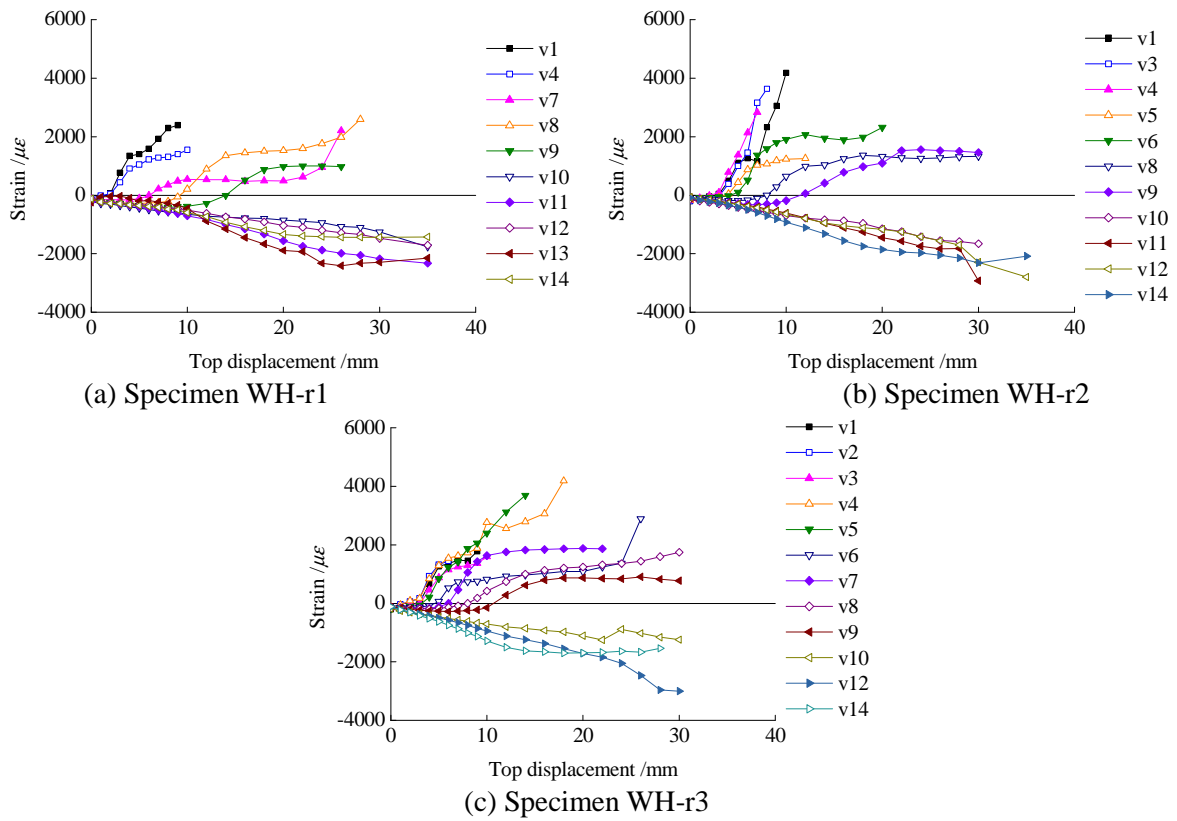 6000
4000
2000
0
-2000
-4000
0 10 20 30 40
Strain /με
Top displacement /mm
v1
v4
v7
v8
v9
v10
v11
v12
v13
v14
(a) Specimen WH-r1
6000
4000
2000
0
-2000
-4000
0 10 20 30 40
Strain /με
Top displacement /mm
v1
v3
v4
v5
v6
v8
v9
v10
v11
v12
v14
(b) Specimen WH-r2
6000
4000
2000
0
-2000
-4000
0 10 20 30 40
Strain /με
Top displacement /mm
v1
v2
v3
v4
v5
v6
v7
v8
v9
v10
v12
v14
(c) Specimen WH-r3